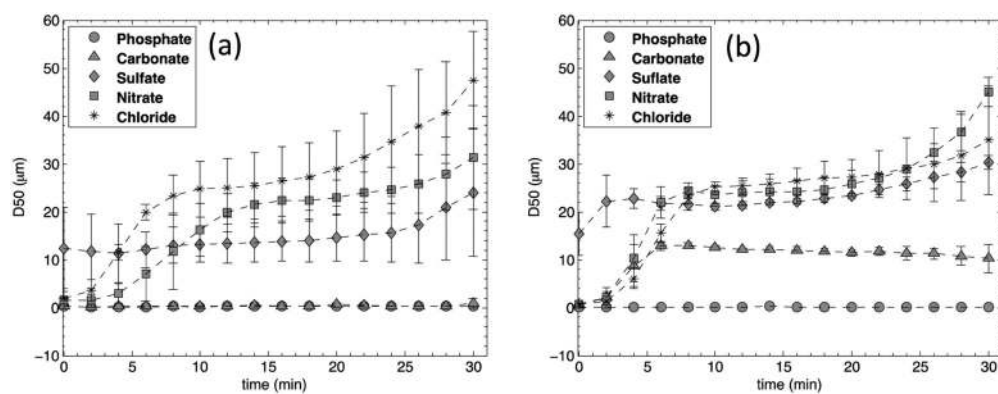 (a)
Phosphate
Carbonate
Sulfate
Nitrate
Chloride
60
50
40
30
20
10
0
−10
D50 (μm)
0 5 10 15 20 25 30
time (min)
(b)
Phosphate
Carbonate
Suflate
Nitrate
Chloride
60
50
40
30
20
10
0
−10
D50 (μm)
0 5 10 15 20 25 30
time (min)